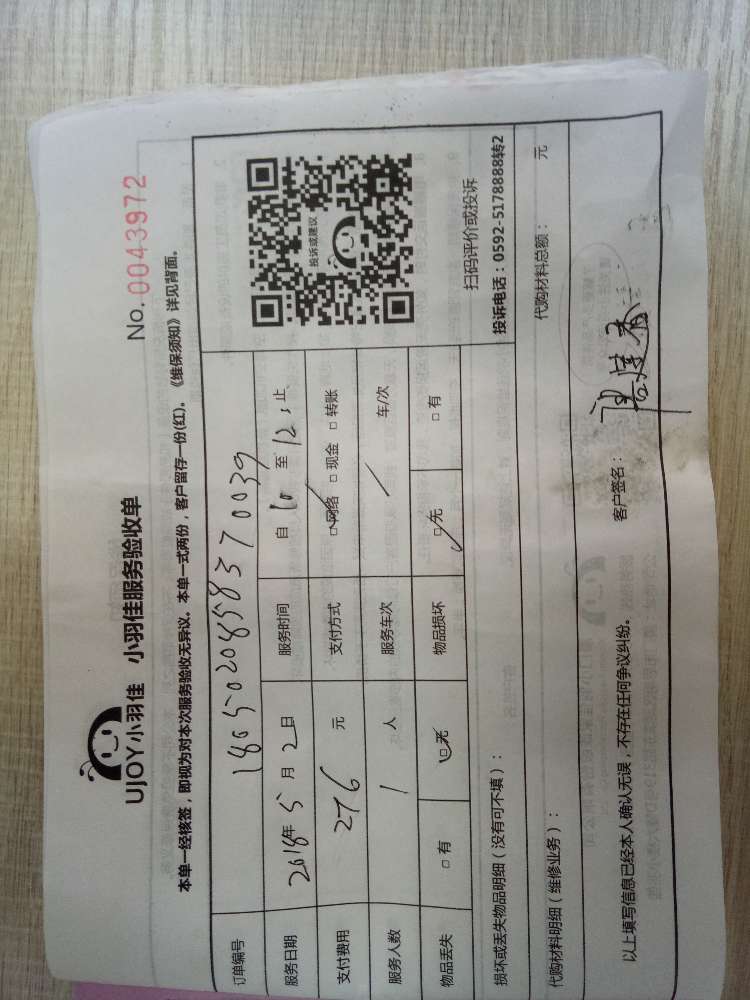 UJOY小羽佳 小羽佳服务验收单
No.0043972
本单一经核签，即视为对本次服务验收无异议。本单一式两份，客户留存一份(红)。《维保须知》详见背面。
订单编号 1805020858370039
服务日期 2018年5月2日 服务时间 自10至12:止
支付费用 276元 支付方式 □网络 □现金 □转账
服务人数 1人 服务车次 / 车/次
物品丢失 □有 □无 物品损坏 □无 □有
投诉或建议
扫码评价或投诉
投诉电话：0592-5178888转2
损坏或丢失物品明细（没有可不填）：
代购材料明细（维修业务）： 代购材料总额： 元
以上填写信息已经本人确认无误，不存在任何争议纠纷。 客户签名：